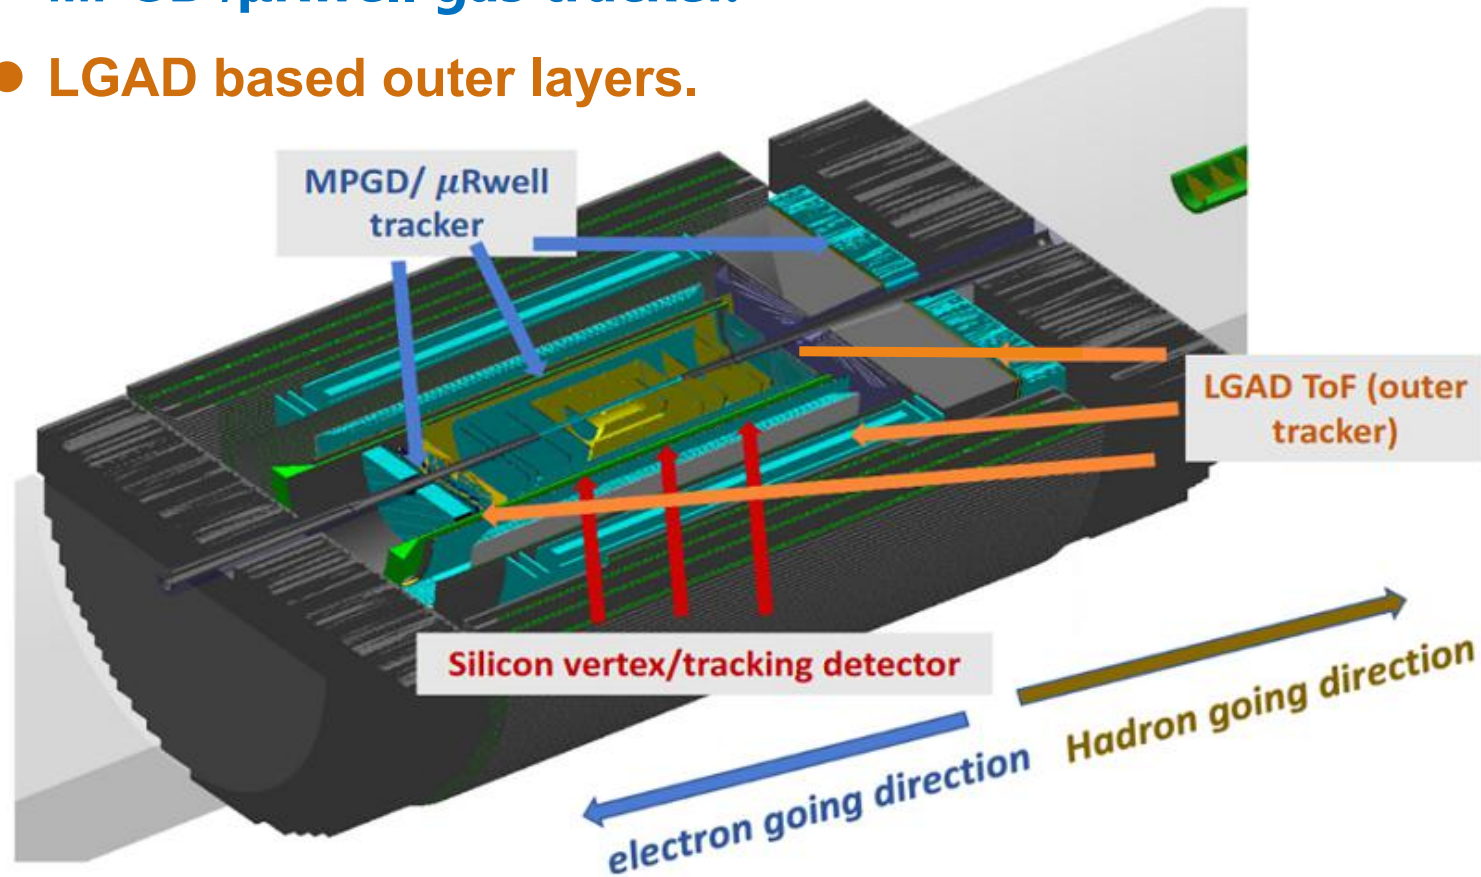 ● LGAD based outer layers.
MPGD/ μRwell
tracker
LGAD ToF (outer
tracker)
Silicon vertex/tracking detector
Hadron going direction
electron going direction